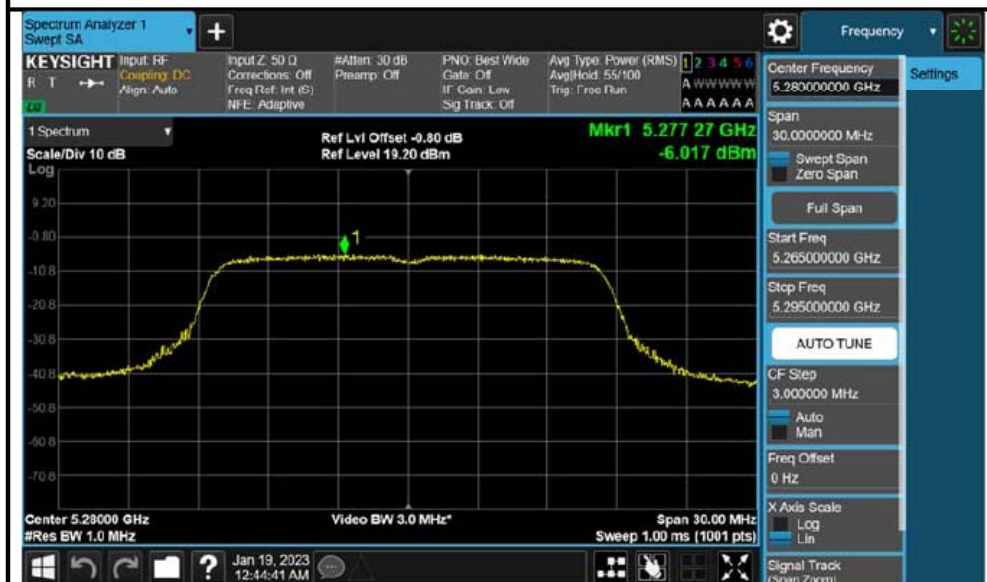 Spectrum Analyzer 1
Swept SA
+
Frequency
KEYSIGHT
R T
Input: RF
Coupling: DC
Align: Auto
Input Z: 50 Ω
Corrections: Off
Freq Ref: Int (S)
NFE: Adaptive
#Atten: 30 dB
Preamp: Off
PNO: Best Wide
Gate: Off
IF Gain: Low
Sig Track: Off
Avg Type: Power (RMS)
Avg|Hold: 55/100
Trig: Free Run
1 2 3 4 5 6
A W W W W W
A A A A A A
1 Spectrum
Scale/Div 10 dB
Log
Ref Lvl Offset -0.80 dB
Ref Level 19.20 dBm
Mkr1 5.277 27 GHz
-6.017 dBm
9.20
-0.80
-10.8
-20.8
-30.8
-40.8
-50.8
-60.8
-70.8
1
Center 5.28000 GHz
#Res BW 1.0 MHz
Video BW 3.0 MHz*
Span 30.00 MHz
Sweep 1.00 ms (1001 pts)
Center Frequency
5.280000000 GHz
Settings
Span
30.0000000 MHz
Swept Span
Zero Span
Full Span
Start Freq
5.265000000 GHz
Stop Freq
5.295000000 GHz
AUTO TUNE
CF Step
3.000000 MHz
Auto
Man
Freq Offset
0 Hz
X Axis Scale
Log
Lin
Signal Track
(Span Zoom)
?
Jan 19, 2023
12:44:41 AM